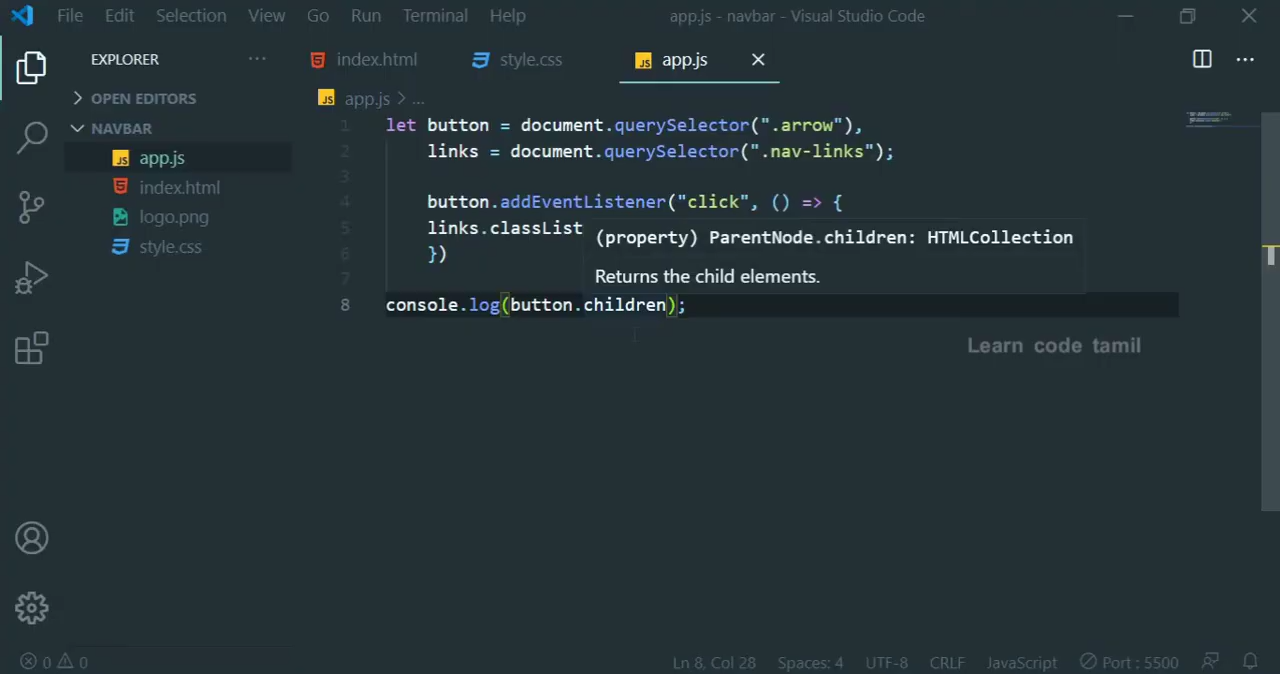 File Edit Selection View Go Run Terminal Help app.js - navbar - Visual Studio Code
EXPLORER ... index.html style.css JS app.js
OPEN EDITORS
JS app.js > ...
NAVBAR
JS app.js
index.html
logo.png
style.css
1 let button = document.querySelector(".arrow"),
2 links = document.querySelector(".nav-links");
3
4 button.addEventListener("click", () => {
5 links.classList
(property) ParentNode.children: HTMLCollection
6 })
Returns the child elements.
7
8 console.log(button.children);
Learn code tamil
0 0 Ln 8, Col 28 Spaces: 4 UTF-8 CRLF JavaScript Port : 5500